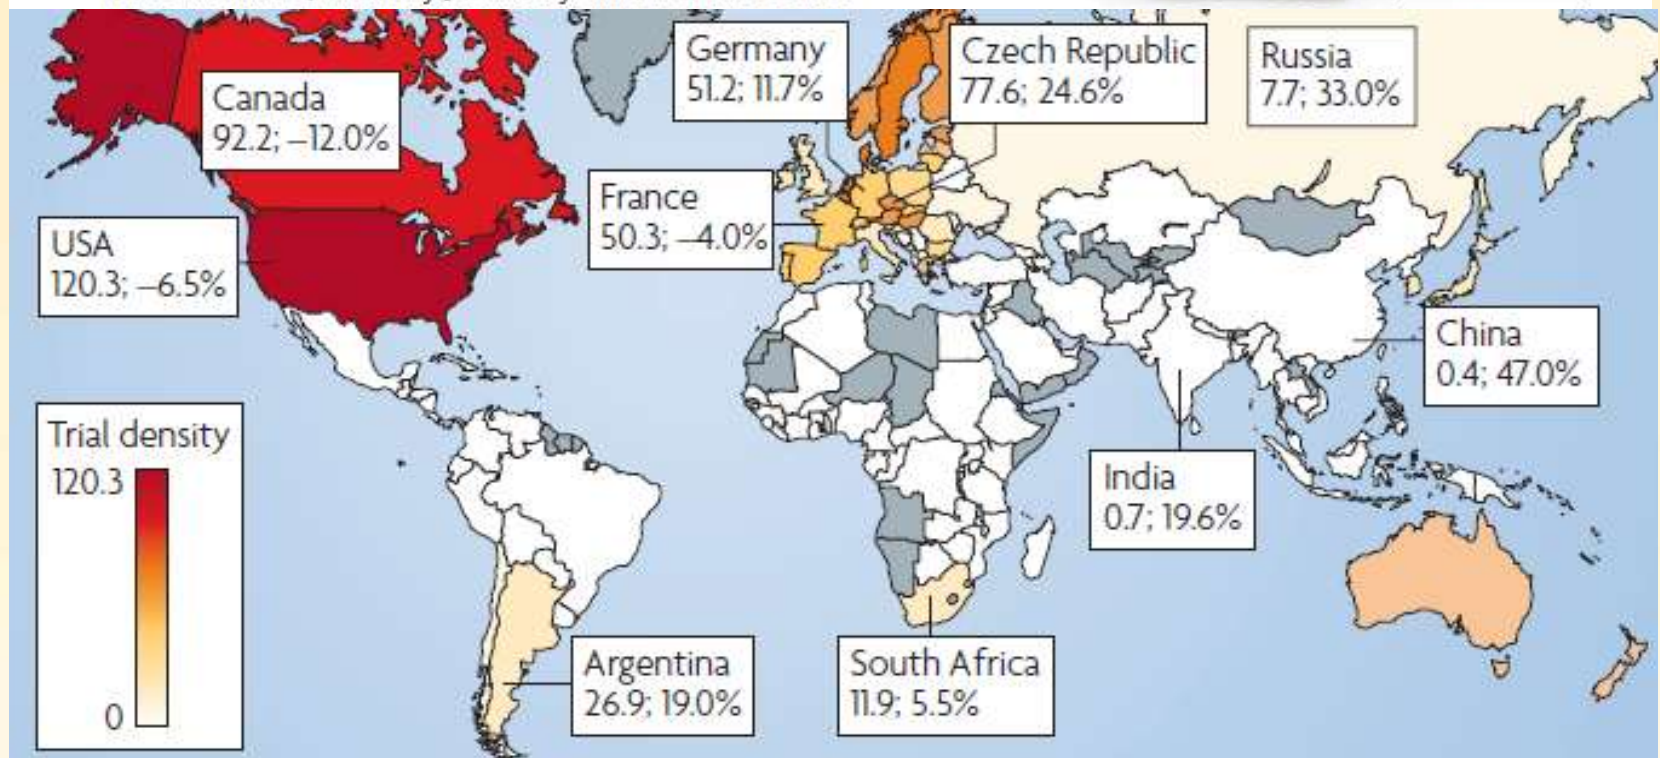 Germany
51.2; 11.7%
Czech Republic
77.6; 24.6%
Russia
7.7; 33.0%
Canada
92.2; –12.0%
France
50.3; –4.0%
USA
120.3; –6.5%
China
0.4; 47.0%
Trial density
120.3
0
India
0.7; 19.6%
Argentina
26.9; 19.0%
South Africa
11.9; 5.5%